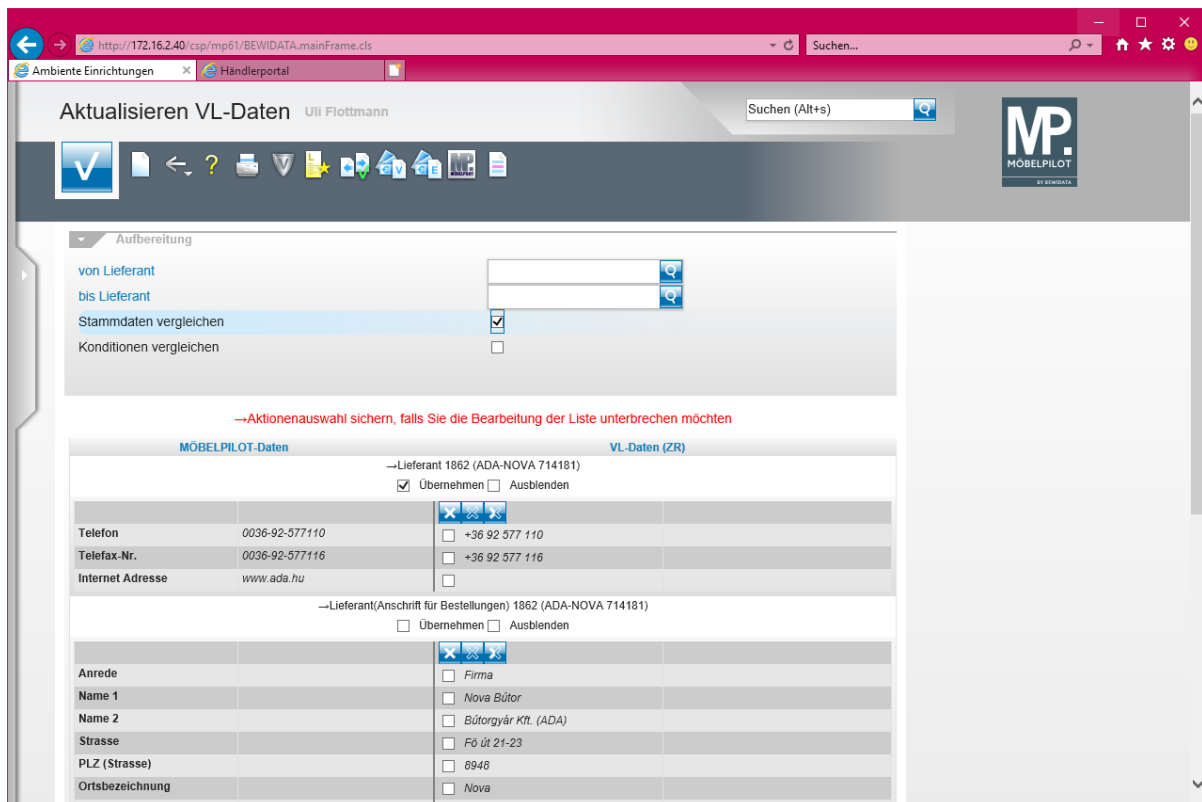 http://172.16.2.40/csp/mp61/BEWIDATA.mainFrame.cls
Suchen...
Ambiente Einrichtungen
Händlerportal
Aktualisieren VL-Daten Uli Flottmann
Suchen (Alt+s)
MP.
MÖBELPILOT
BY BEWIDATA
Aufbereitung
von Lieferant
bis Lieferant
Stammdaten vergleichen
Konditionen vergleichen
→Aktionenauswahl sichern, falls Sie die Bearbeitung der Liste unterbrechen möchten
MÖBELPILOT-Daten VL-Daten (ZR)
→Lieferant 1862 (ADA-NOVA 714181)
Übernehmen Ausblenden
Telefon 0036-92-577110 +36 92 577 110
Telefax-Nr. 0036-92-577116 +36 92 577 116
Internet Adresse www.ada.hu
→Lieferant(Anschrift für Bestellungen) 1862 (ADA-NOVA 714181)
Übernehmen Ausblenden
Anrede Firma
Name 1 Nova Bútor
Name 2 Bútorgyár Kft. (ADA)
Strasse Fö út 21-23
PLZ (Strasse) 8948
Ortsbezeichnung Nova